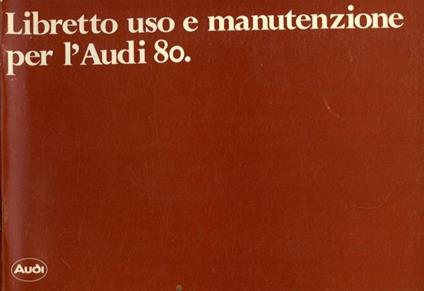 Libretto uso e manutenzione
per l'Audi 80.
Audi